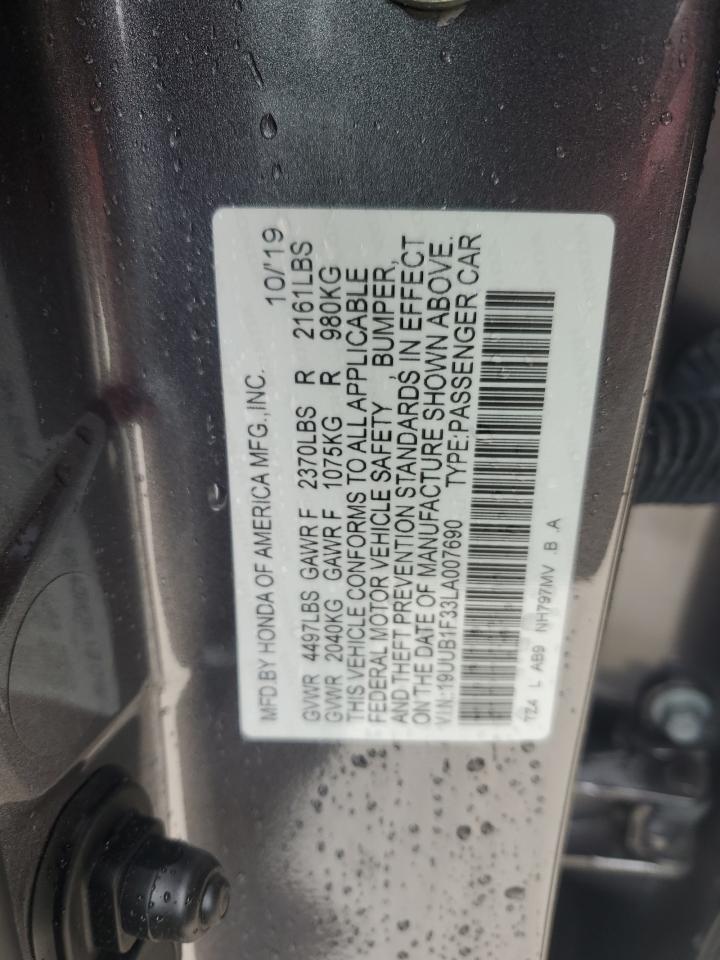 MFD.BY HONDA OF AMERICA MFG.,INC. 10/'19
GVWR 4497LBS GAWR F 2370LBS R 2161LBS
GVWR 2040KG GAWR F 1075KG R 980KG
THIS VEHICLE CONFORMS TO ALL APPLICABLE
FEDERAL MOTOR VEHICLE SAFETY , BUMPER,
AND THEFT PREVENTION STANDARDS IN EFFECT
ON THE DATE OF MANUFACTURE SHOWN ABOVE.
V.I.N.:19UUB1F33LA007690 TYPE:PASSENGER CAR
TZ4 L AB9 NH797MV B A